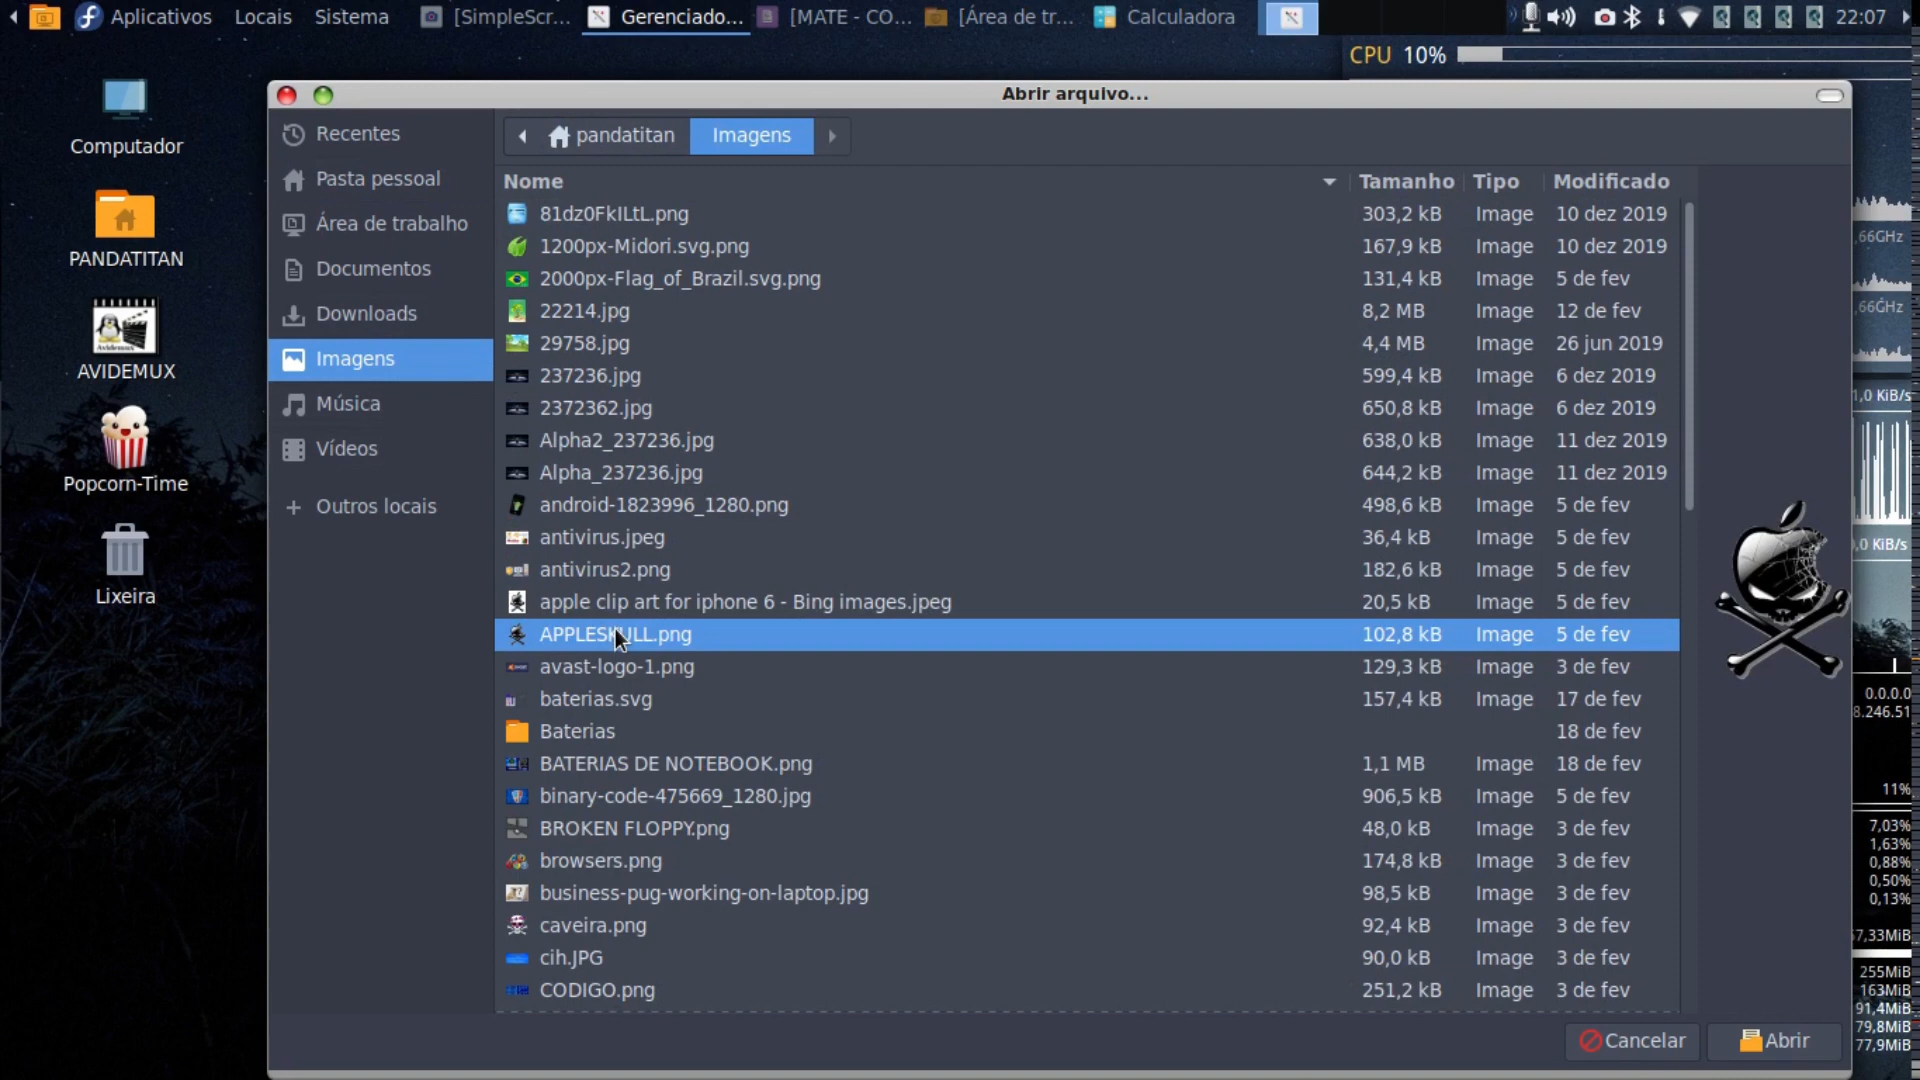 Aplicativos Locais Sistema [SimpleScr... Gerenciado... [MATE - CO... [Área de tr... Calculadora 22:07
CPU 10%
Computador
PANDATITAN
AVIDEMUX
Popcorn-Time
Lixeira
Abrir arquivo...
Recentes
Pasta pessoal
Área de trabalho
Documentos
Downloads
Imagens
Música
Vídeos
Outros locais
pandatitan Imagens
Nome Tamanho Tipo Modificado
81dz0FkILtL.png 303,2 kB Image 10 dez 2019
1200px-Midori.svg.png 167,9 kB Image 10 dez 2019
2000px-Flag_of_Brazil.svg.png 131,4 kB Image 5 de fev
22214.jpg 8,2 MB Image 12 de fev
29758.jpg 4,4 MB Image 26 jun 2019
237236.jpg 599,4 kB Image 6 dez 2019
2372362.jpg 650,8 kB Image 6 dez 2019
Alpha2_237236.jpg 638,0 kB Image 11 dez 2019
Alpha_237236.jpg 644,2 kB Image 11 dez 2019
android-1823996_1280.png 498,6 kB Image 5 de fev
antivirus.jpeg 36,4 kB Image 5 de fev
antivirus2.png 182,6 kB Image 5 de fev
apple clip art for iphone 6 - Bing images.jpeg 20,5 kB Image 5 de fev
APPLESKULL.png 102,8 kB Image 5 de fev
avast-logo-1.png 129,3 kB Image 3 de fev
baterias.svg 157,4 kB Image 17 de fev
Baterias 18 de fev
BATERIAS DE NOTEBOOK.png 1,1 MB Image 18 de fev
binary-code-475669_1280.jpg 906,5 kB Image 5 de fev
BROKEN FLOPPY.png 48,0 kB Image 3 de fev
browsers.png 174,8 kB Image 3 de fev
business-pug-working-on-laptop.jpg 98,5 kB Image 3 de fev
caveira.png 92,4 kB Image 3 de fev
cih.JPG 90,0 kB Image 3 de fev
CODIGO.png 251,2 kB Image 3 de fev
Cancelar Abrir
,66GHz
,66GHz
1,0 KiB/s
,0 KiB/s
0.0.0.0
8.246.51
11%
7,03%
1,63%
0,88%
0,50%
0,13%
7,33MiB
255MiB
163MiB
91,4MiB
79,8MiB
77,9MiB